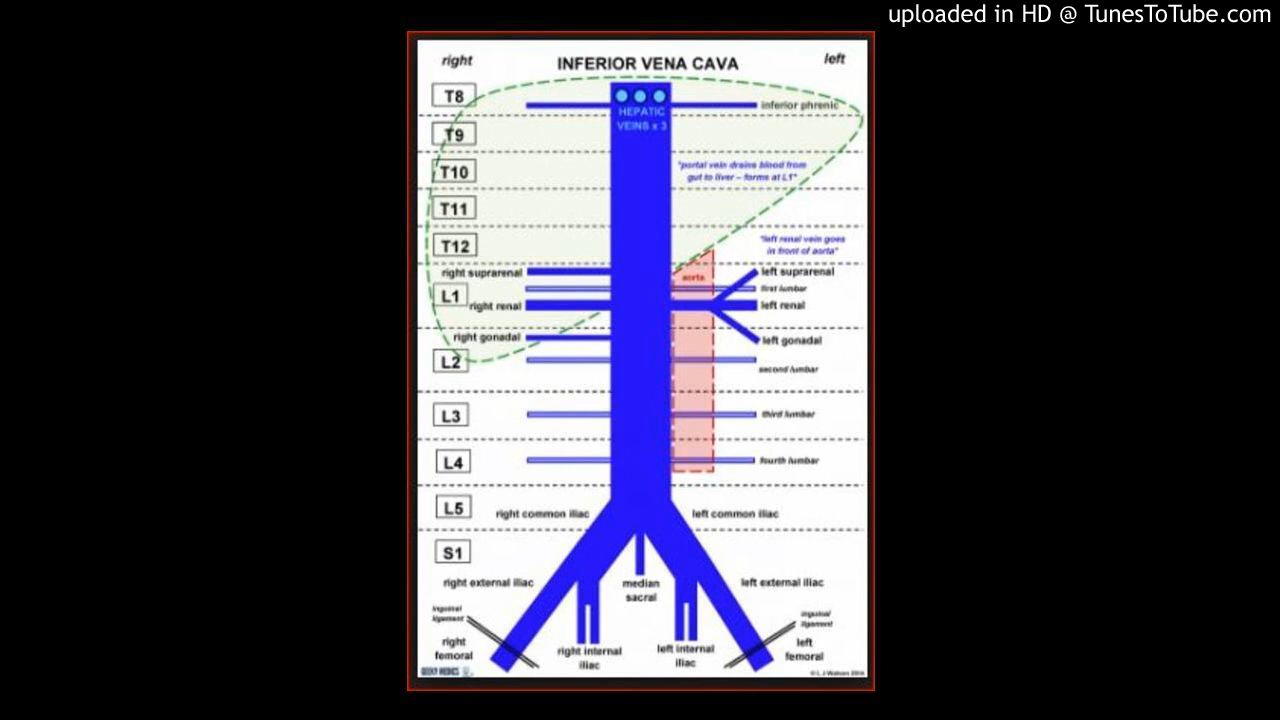 uploaded in HD @ TunesToTube.com
right
INFERIOR VENA CAVA
left
T8
inferior phrenic
HEPATIC
VEINS x 3
T9
T10
"portal vein drains blood from
gut to liver – forms at L1"
T11
T12
"left renal vein goes
in front of aorta"
right suprarenal
aorta
left suprarenal
L1
first lumbar
right renal
left renal
right gonadal
left gonadal
L2
second lumbar
L3
third lumbar
L4
fourth lumbar
L5
right common iliac
left common iliac
S1
right external iliac
median
sacral
left external iliac
inguinal
ligament
inguinal
ligament
right
femoral
right internal
iliac
left internal
iliac
left
femoral
GEEKY MEDICS
© L J Watson 2014